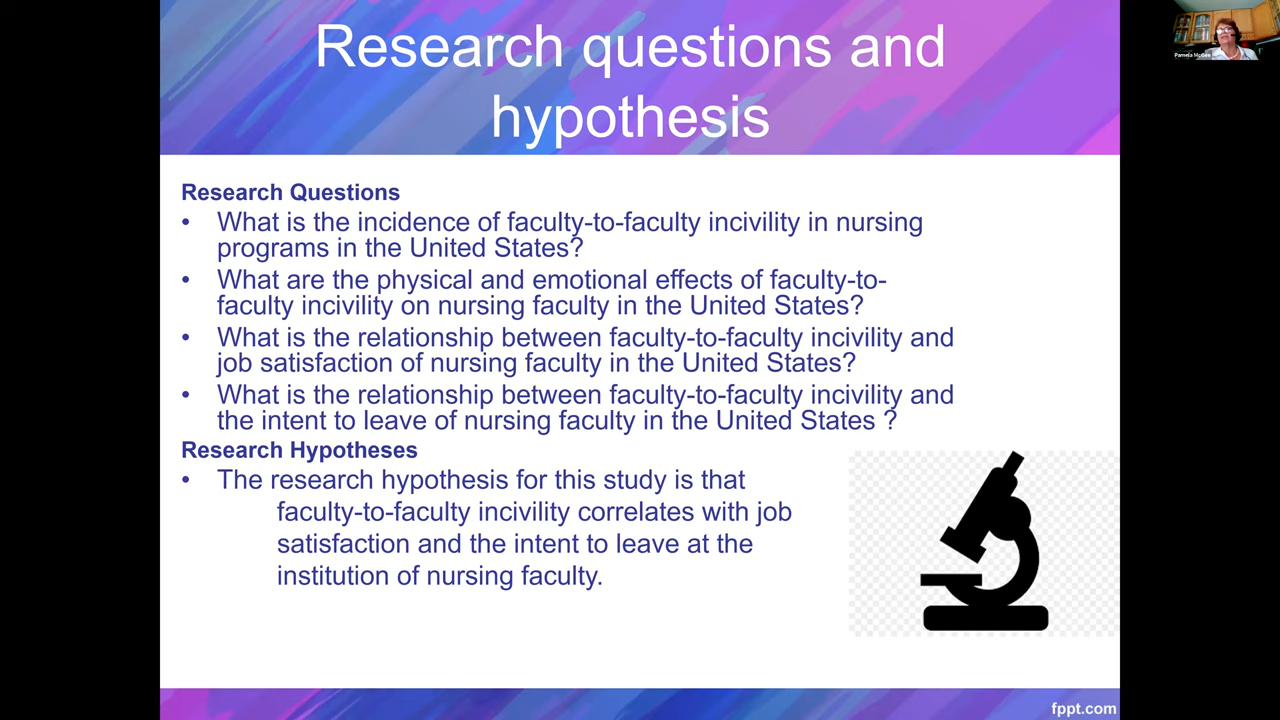 Research questions and
hypothesis
Pamela McGee
Research Questions
• What is the incidence of faculty-to-faculty incivility in nursing
programs in the United States?
• What are the physical and emotional effects of faculty-to-
faculty incivility on nursing faculty in the United States?
• What is the relationship between faculty-to-faculty incivility and
job satisfaction of nursing faculty in the United States?
• What is the relationship between faculty-to-faculty incivility and
the intent to leave of nursing faculty in the United States ?
Research Hypotheses
• The research hypothesis for this study is that
faculty-to-faculty incivility correlates with job
satisfaction and the intent to leave at the
institution of nursing faculty.
fppt.com